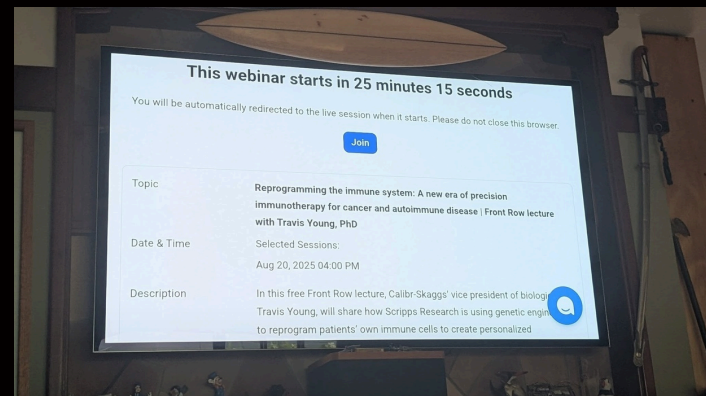 This webinar starts in 25 minutes 15 seconds
You will be automatically redirected to the live session when it starts. Please do not close this browser.
Join
Topic
Reprogramming the immune system: A new era of precision
immunotherapy for cancer and autoimmune disease | Front Row lecture
with Travis Young, PhD
Date & Time
Selected Sessions:
Aug 20, 2025 04:00 PM
Description
In this free Front Row lecture, Calibr-Skaggs' vice president of
Travis Young, will share how Scripps Research is using genetic
to reprogram patients' own immune cells to create personalized